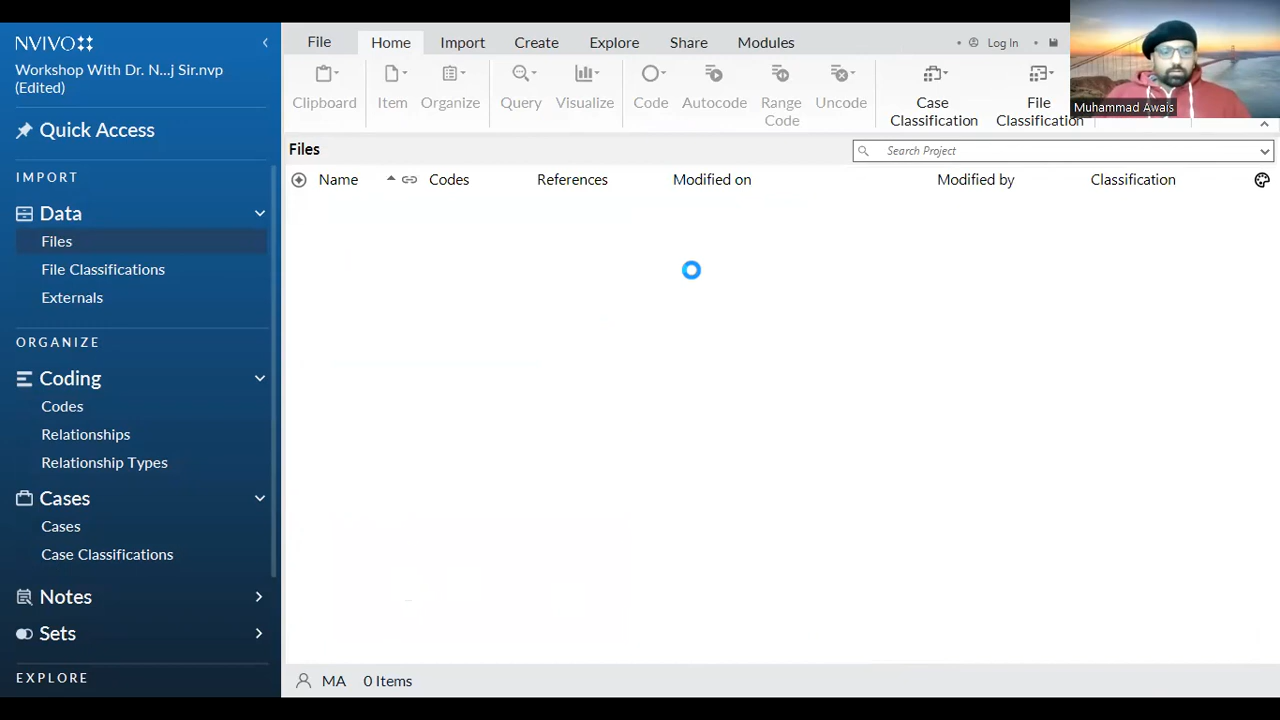 NVIVO
Workshop With Dr. N...j Sir.nvp
(Edited)
Quick Access
IMPORT
Data
Files
File Classifications
Externals
ORGANIZE
Coding
Codes
Relationships
Relationship Types
Cases
Cases
Case Classifications
Notes
Sets
EXPLORE
File Home Import Create Explore Share Modules Log In
Clipboard Item Organize Query Visualize Code Autocode Range Code Uncode Case Classification File Classification
Muhammad Awais
Files
Search Project
Name Codes References Modified on Modified by Classification
MA 0 Items